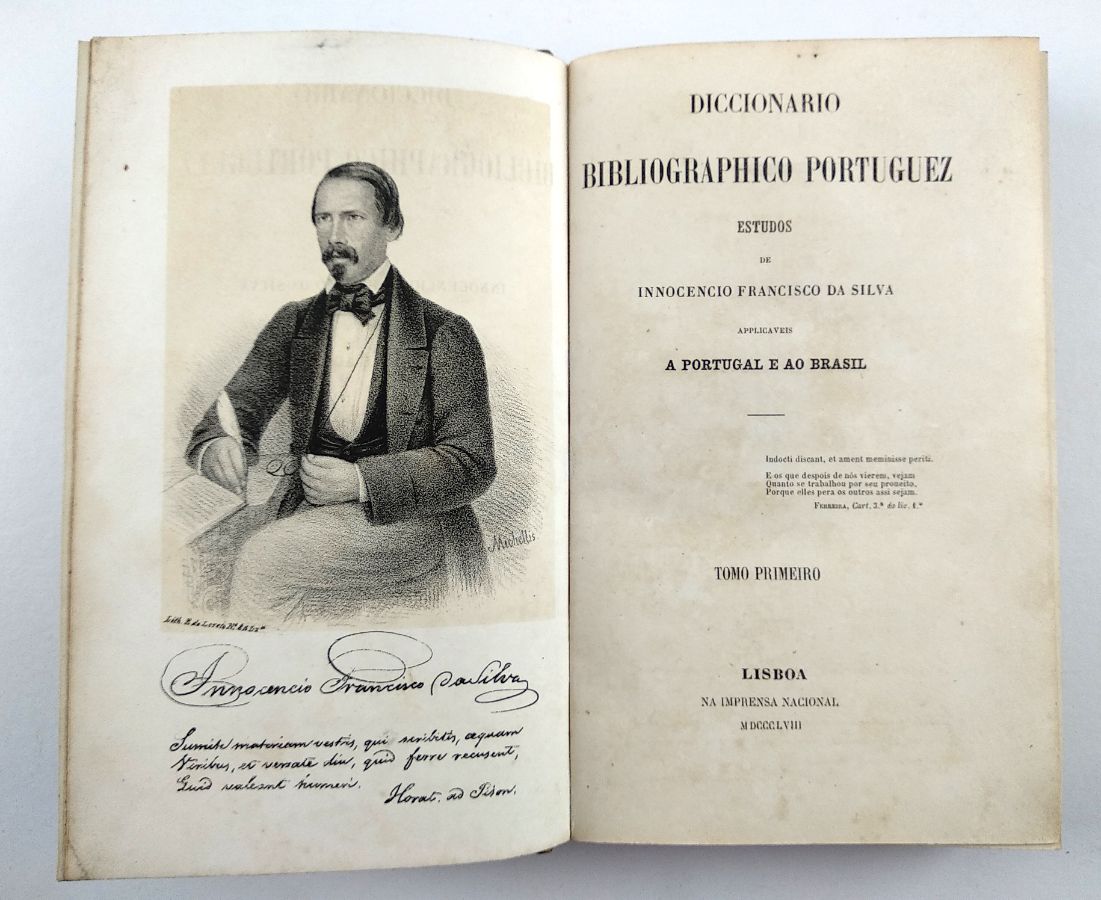 Michellis
Innocencio Francisco da Silva
Sumite materiam vestris, qui scribitis, æquam
Viribus, et versate diu, quid ferre recusent,
Quid valeant humeri.
Horat. ad Pison.
DICCIONARIO
BIBLIOGRAPHICO PORTUGUEZ
ESTUDOS
DE
INNOCENCIO FRANCISCO DA SILVA
APPLICAVEIS
A PORTUGAL E AO BRASIL
Indocti discant, et ament meminisse periti.
E os que despois de nós vierem, vejam
Quanto se trabalhou por seu proueito,
Porque elles pera os outros assi sejam.
FERREIRA, Cart. 3.ª do liv. 1.º
TOMO PRIMEIRO
LISBOA
NA IMPRENSA NACIONAL
MDCCCLVIII